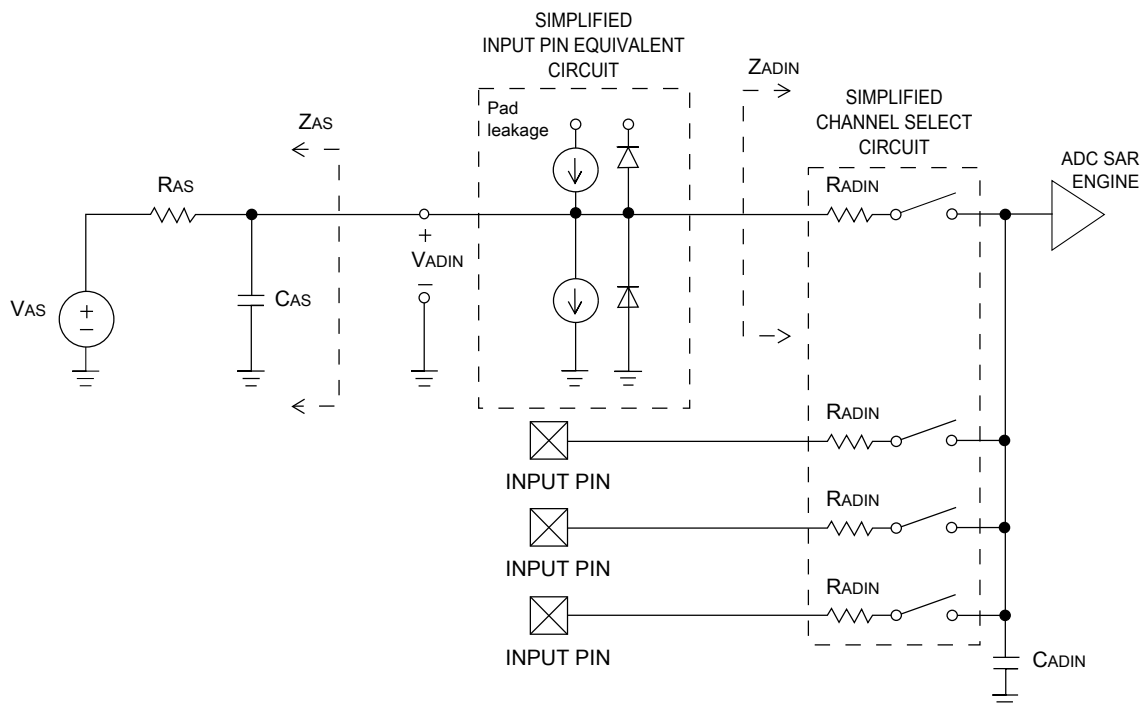 SIMPLIFIED
INPUT PIN EQUIVALENT
CIRCUIT
Pad
leakage
ZAS
ZADIN
SIMPLIFIED
CHANNEL SELECT
CIRCUIT
ADC SAR
ENGINE
RAS
RADIN
+
VADIN
–
VAS
+
–
CAS
RADIN
INPUT PIN
RADIN
INPUT PIN
RADIN
INPUT PIN
CADIN